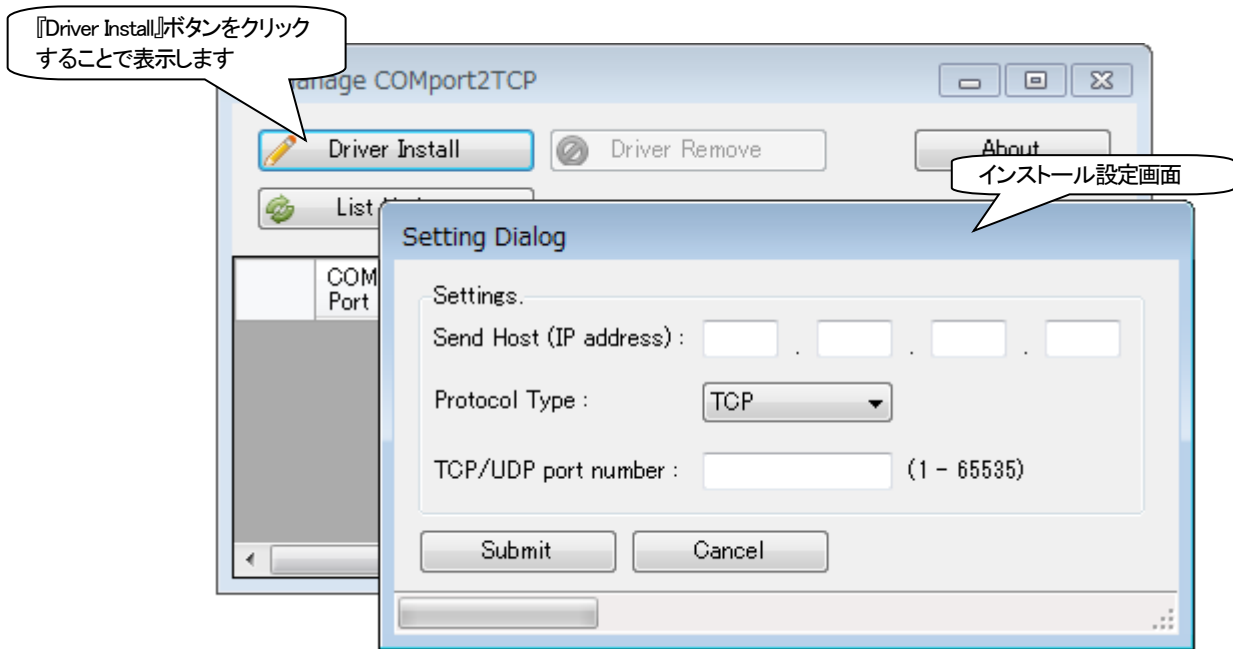 『Driver Install』ボタンをクリック
することで表示します
anage COMport2TCP
Driver Install
Driver Remove
About
インストール設定画面
List
Setting Dialog
COM
Port
Settings.
Send Host (IP address) : . . .
Protocol Type : TCP
TCP/UDP port number : (1 - 65535)
Submit
Cancel